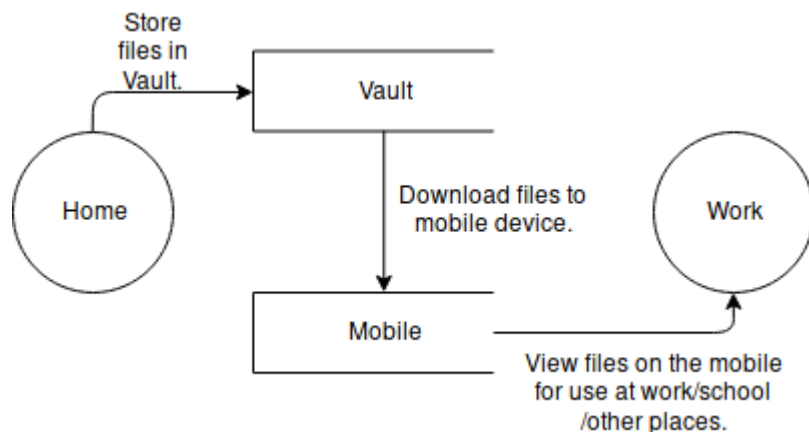 Store
files in
Vault.
Vault
Home
Download files to
mobile device.
Work
Mobile
View files on the mobile
for use at work/school
/other places.